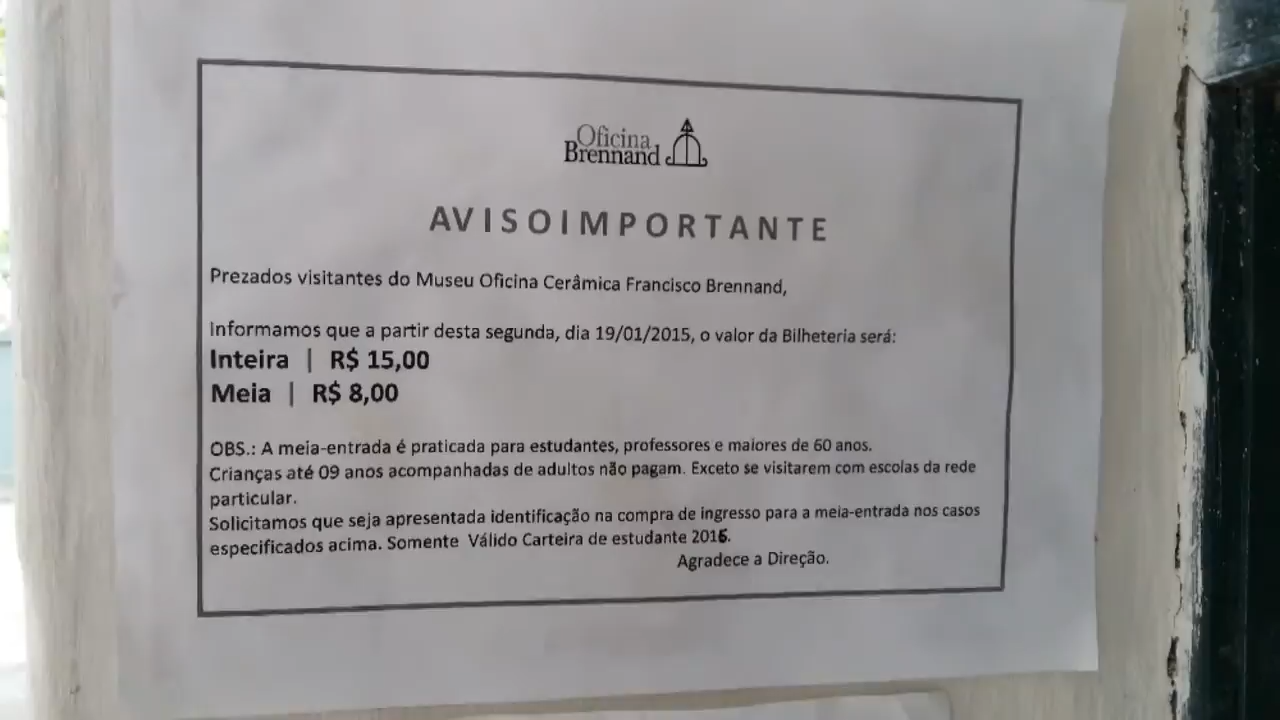 Oficina
Brennand
AVISOIMPORTANTE
Prezados visitantes do Museu Oficina Cerâmica Francisco Brennand,
Informamos que a partir desta segunda, dia 19/01/2015, o valor da Bilheteria será:
Inteira | R$ 15,00
Meia | R$ 8,00
OBS.: A meia-entrada é praticada para estudantes, professores e maiores de 60 anos.
Crianças até 09 anos acompanhadas de adultos não pagam. Exceto se visitarem com escolas da rede
particular.
Solicitamos que seja apresentada identificação na compra de ingresso para a meia-entrada nos casos
especificados acima. Somente Válido Carteira de estudante 2016.
Agradece a Direção.